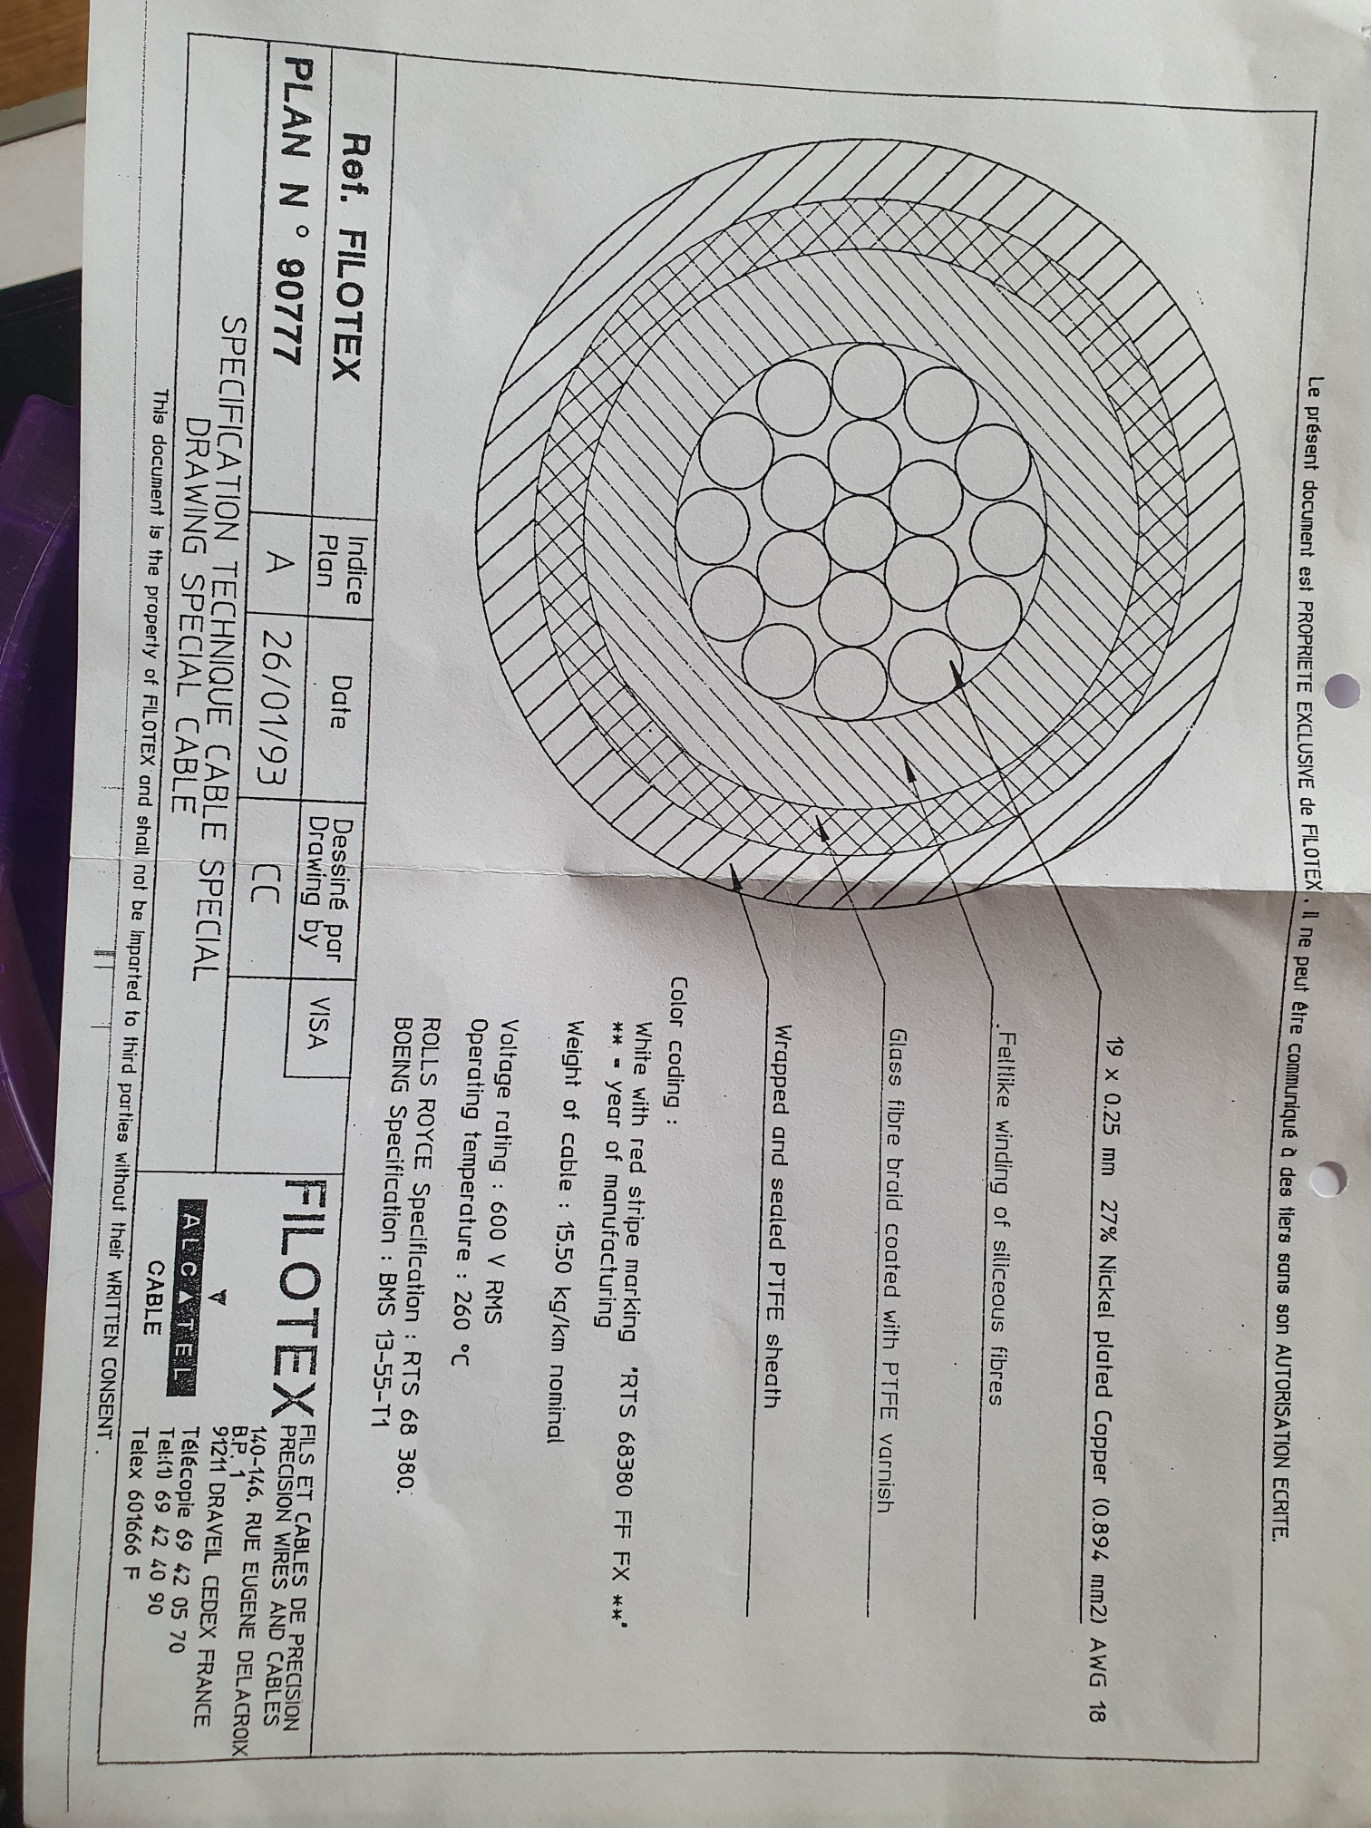 Le présent document est PROPRIETE EXCLUSIVE de FILOTEX, il ne peut être communiqué à des tiers sans son AUTORISATION ECRITE.
19 x 0.25 mm 27% Nickel plated Copper (0.894 mm2) AWG 18
Feltlike winding of siliceous fibres
Glass fibre braid coated with PTFE varnish
Wrapped and sealed PTFE sheath
Color coding :
White with red stripe marking "RTS 68380 FF FX **"
** = year of manufacturing
Weight of cable : 15.50 kg/km nominal
Voltage rating : 600 V RMS
Operating temperature : 260 °C
ROLLS ROYCE Specification : RTS 68 380.
BOEING Specification : BMS 13-55-T1
Ref. FILOTEX
PLAN N° 90777
Indice
Plan
A
Date
26/01/93
Dessiné par
Drawing by
CC
VISA
SPECIFICATION TECHNIQUE CABLE SPECIAL
DRAWING SPECIAL CABLE
FILOTEX
ALCATEL
CABLE
FILS ET CABLES DE PRECISION
PRECISION WIRES AND CABLES
140-146, RUE EUGENE DELACROIX
B.P. 1
91211 DRAVEIL CEDEX FRANCE
Télécopie 69 42 05 70
Tel:(1) 69 42 40 90
Telex 601666 F
This document is the property of FILOTEX and shall not be imparted to third parties without their WRITTEN CONSENT .